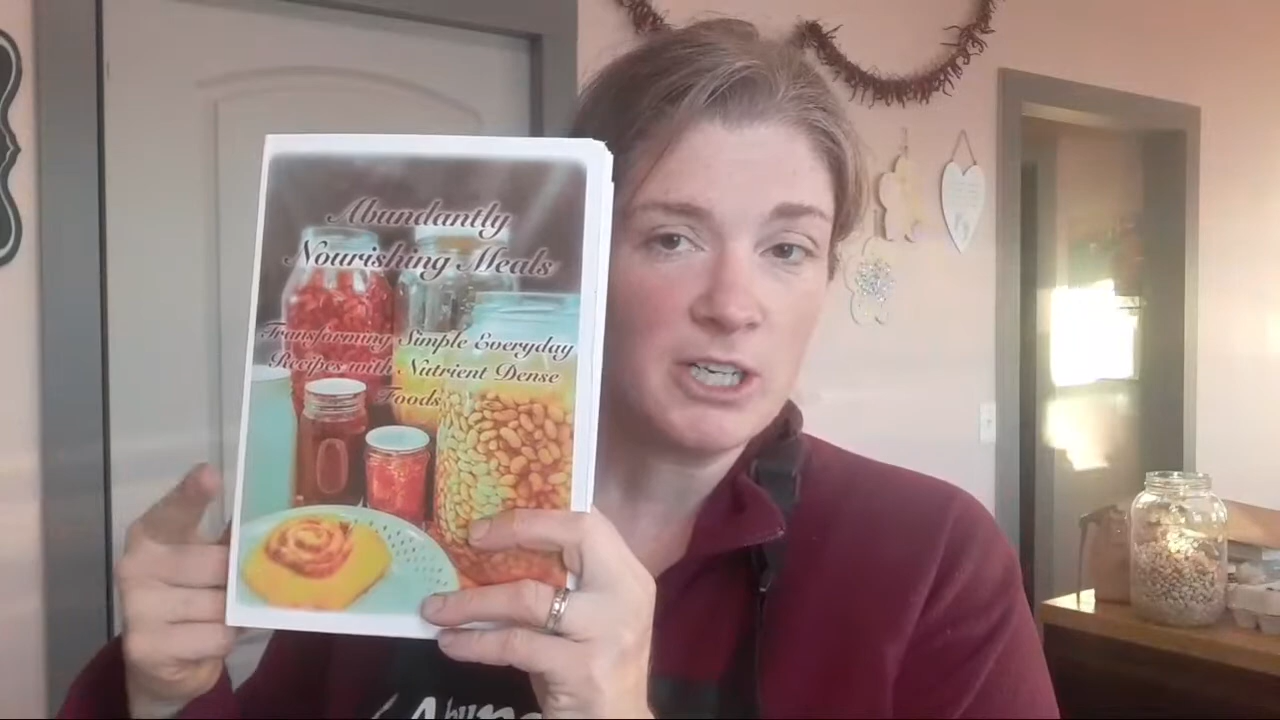 Abundantly
Nourishing Meals
Transforming Simple Everyday
Recipes with Nutrient Dense
Foods